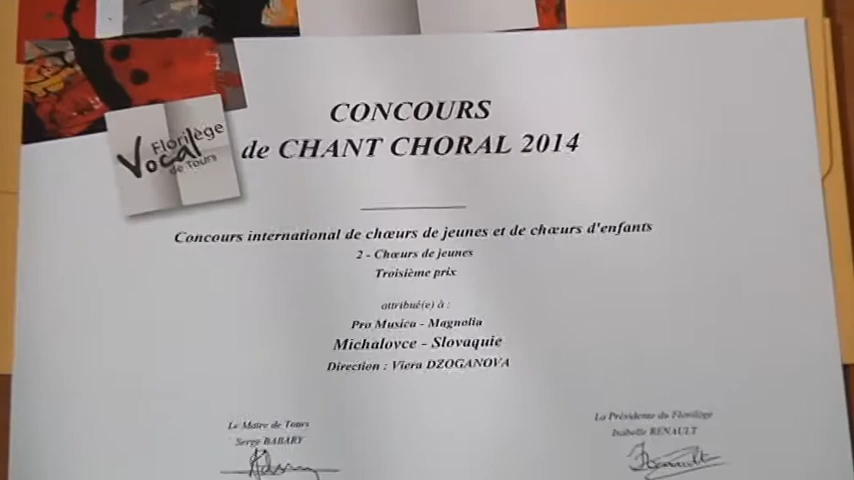 Florilège
Vocal
de Tours
CONCOURS
de CHANT CHORAL 2014
Concours international de chœurs de jeunes et de chœurs d'enfants
2 - Chœurs de jeunes
Troisième prix
attribué(e) à :
Pro Musica - Magnolia
Michalovce - Slovaquie
Direction : Viera DZOGANOVA
Le Maire de Tours
Serge BABARY
La Présidente du Florilège
Isabelle RENAULT